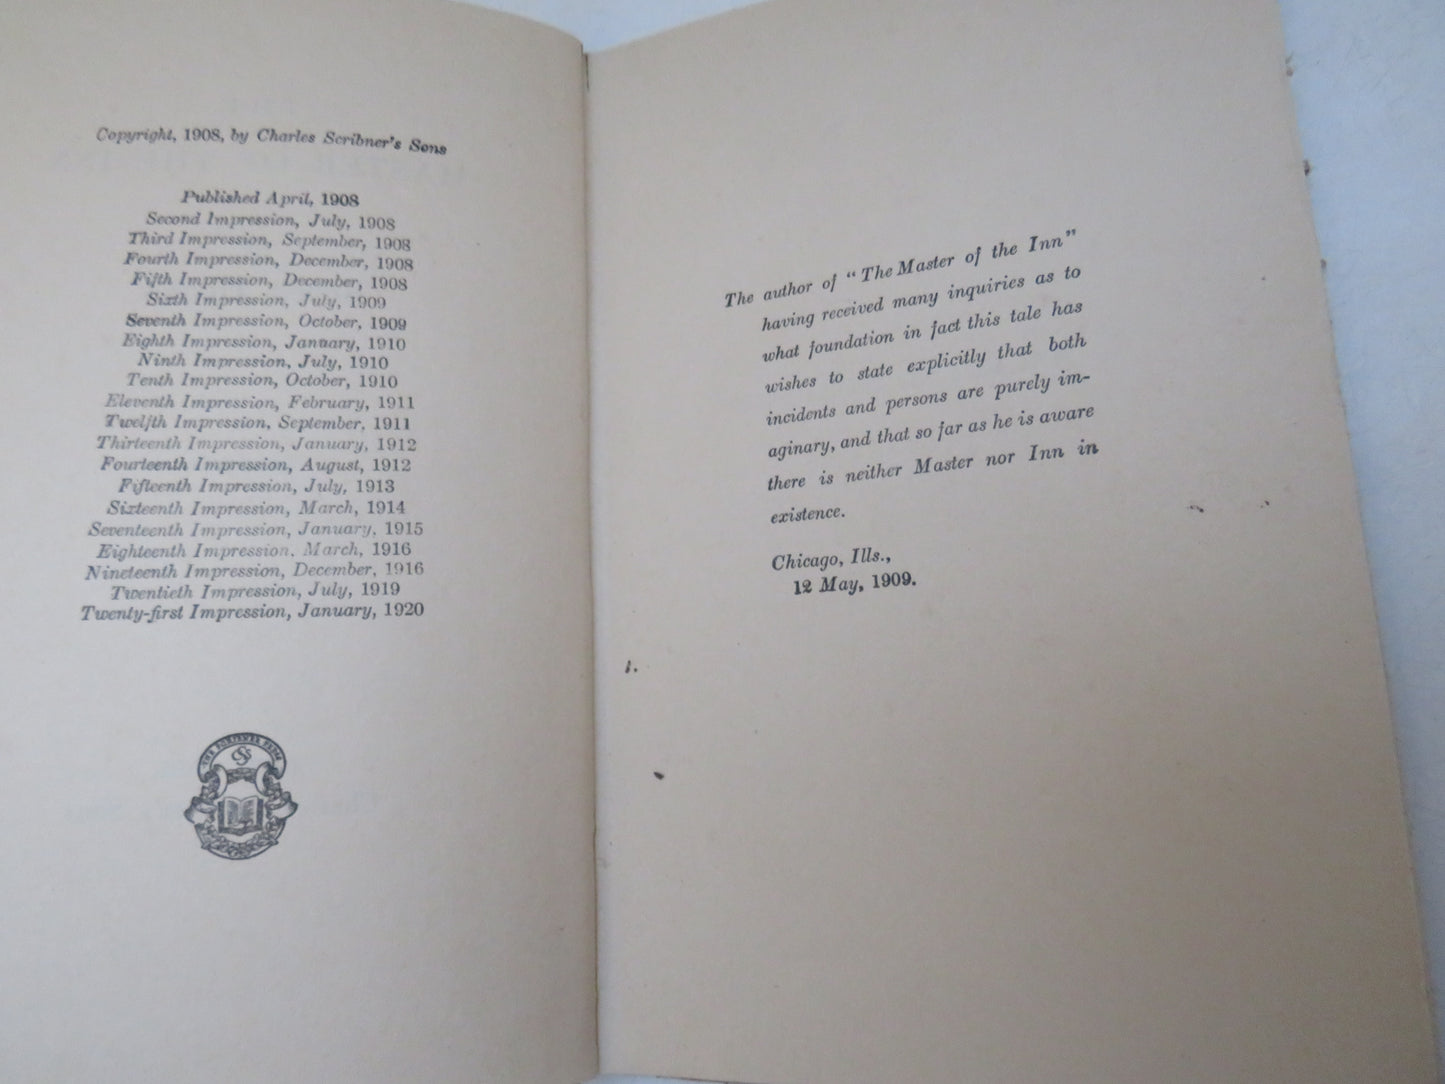 Copyright, 1908, by Charles Scribner's Sons
Published April, 1908
Second Impression, July, 1908
Third Impression, September, 1908
Fourth Impression, December, 1908
Fifth Impression, December, 1908
Sixth Impression, July, 1909
Seventh Impression, October, 1909
Eighth Impression, January, 1910
Ninth Impression, July, 1910
Tenth Impression, October, 1910
Eleventh Impression, February, 1911
Twelfth Impression, September, 1911
Thirteenth Impression, January, 1912
Fourteenth Impression, August, 1912
Fifteenth Impression, July, 1913
Sixteenth Impression, March, 1914
Seventeenth Impression, January, 1915
Eighteenth Impression, March, 1916
Nineteenth Impression, December, 1916
Twentieth Impression, July, 1919
Twenty-first Impression, January, 1920
THE SCRIBNER PRESS
The author of "The Master of the Inn"
having received many inquiries as to
what foundation in fact this tale has
wishes to state explicitly that both
incidents and persons are purely im-
aginary, and that so far as he is aware
there is neither Master nor Inn in
existence.
Chicago, Ills.,
12 May, 1909.